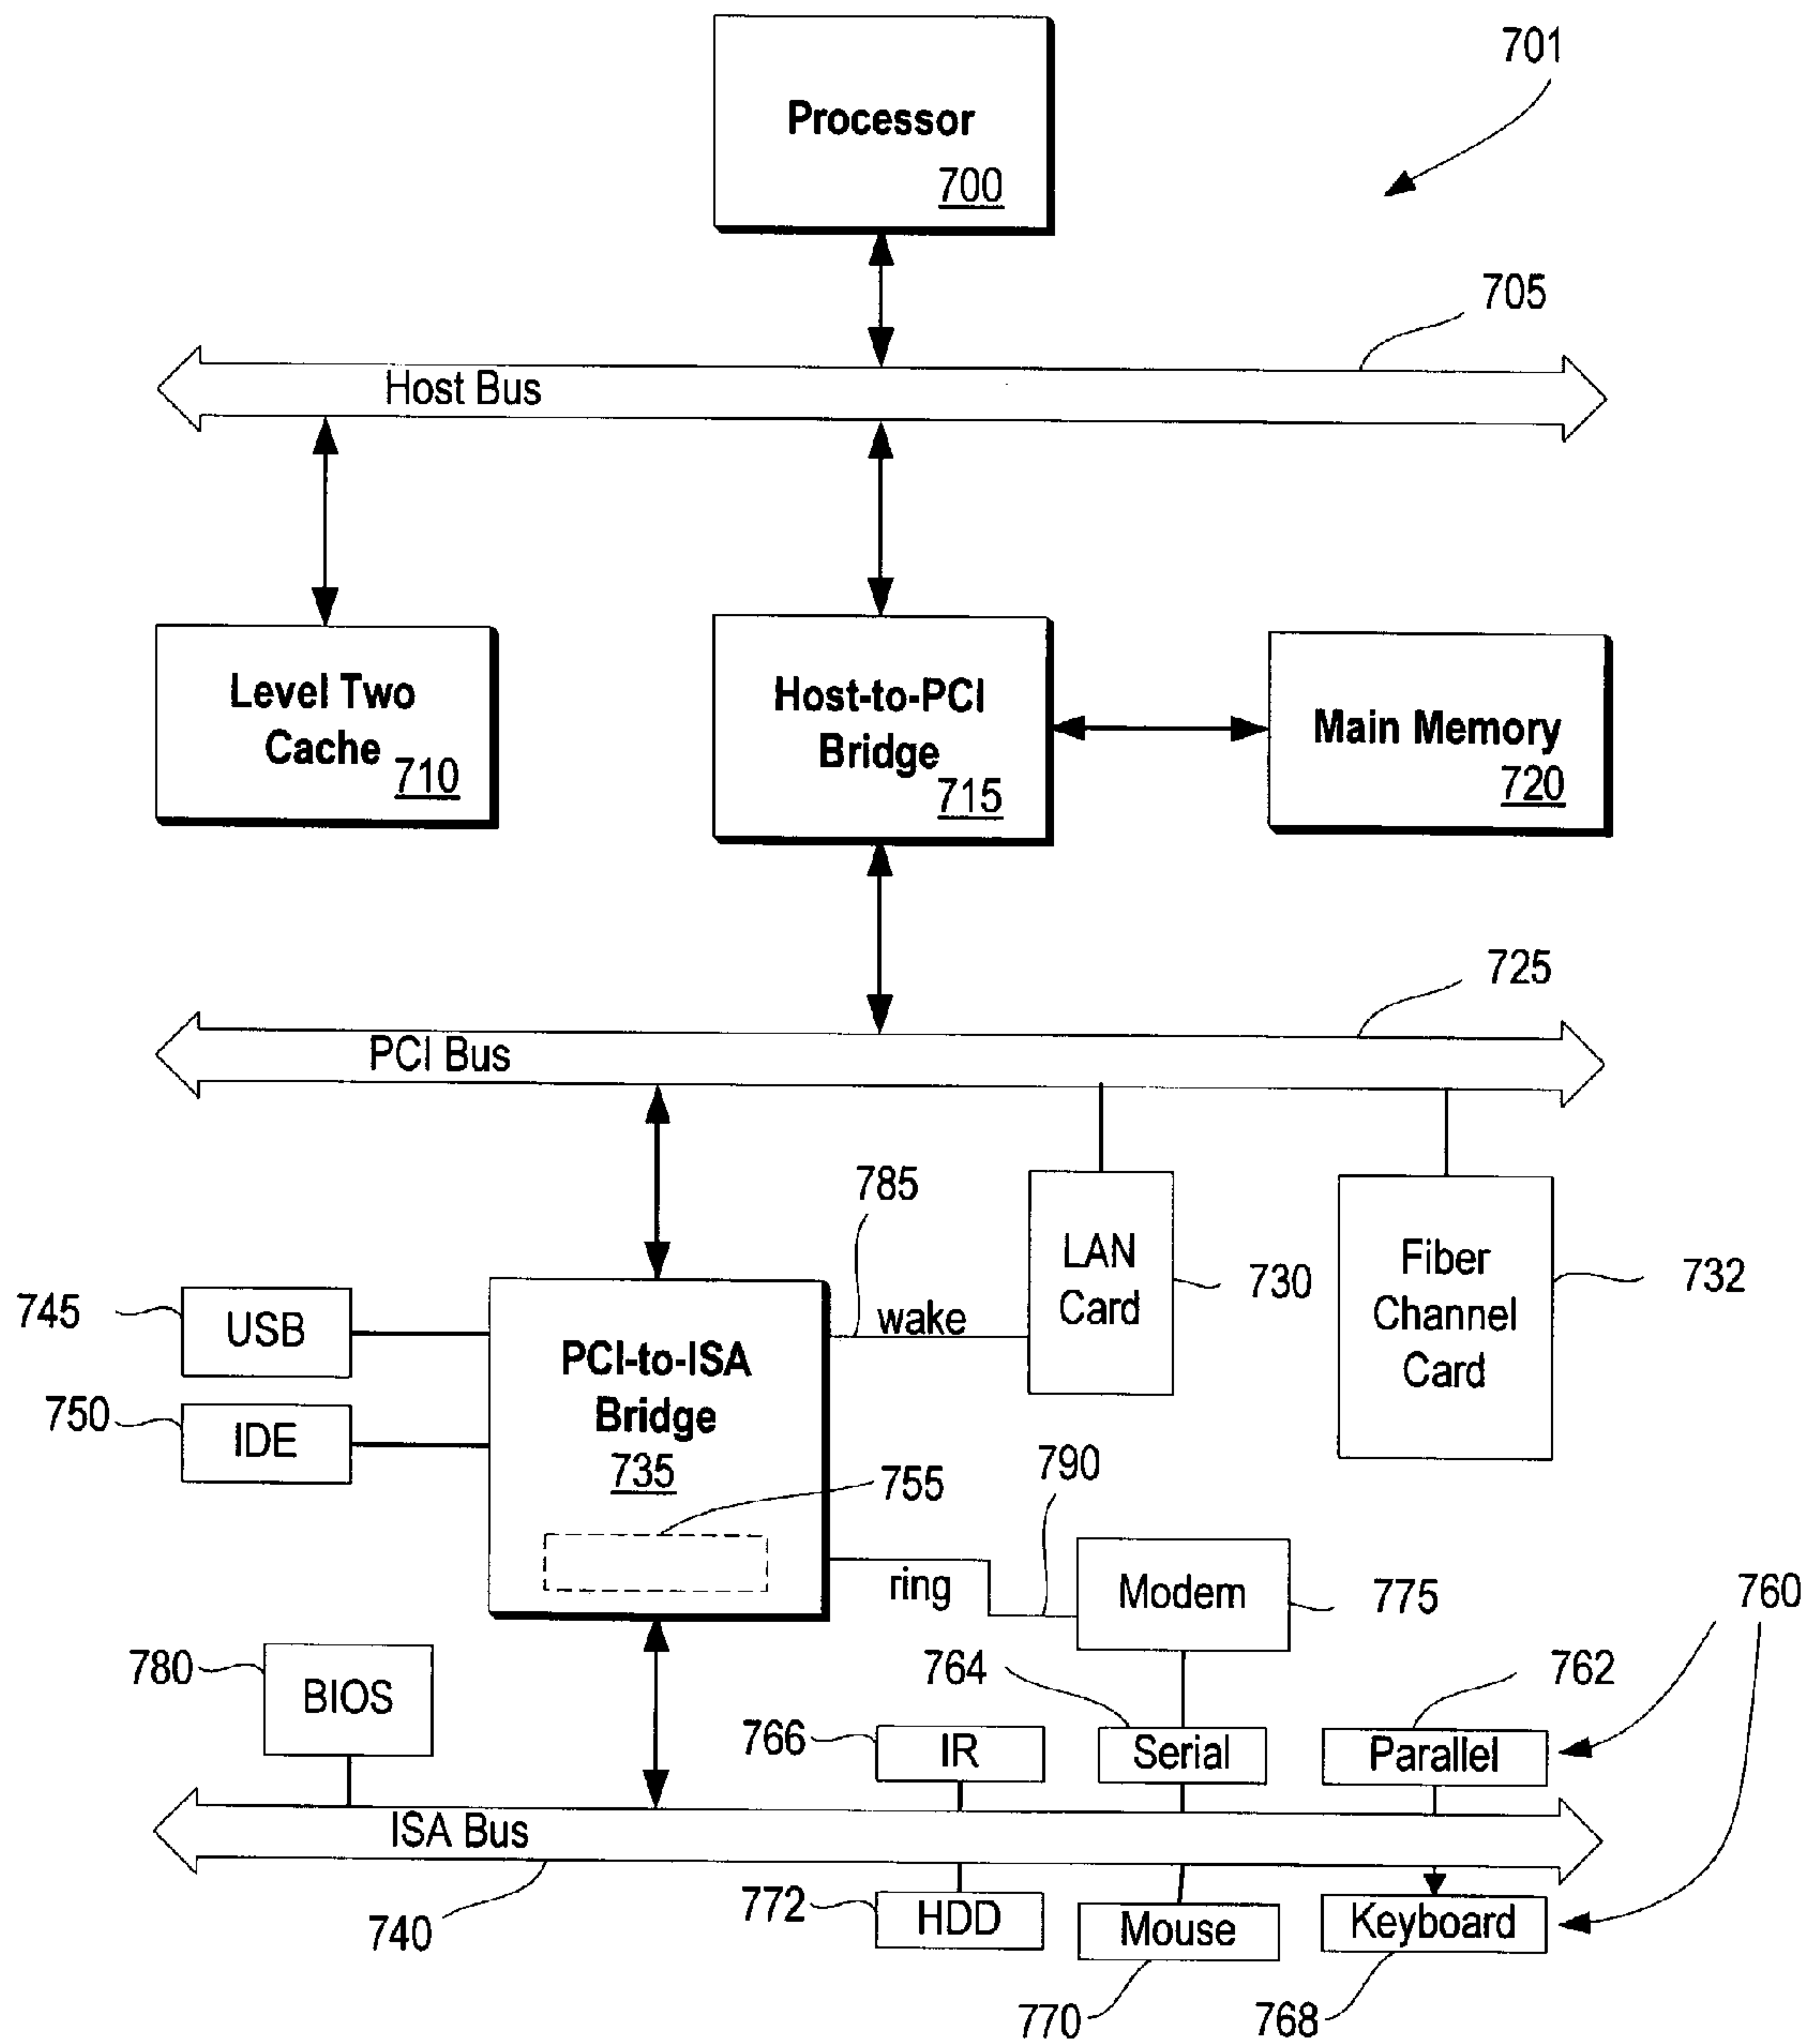 701
Processor
700
705
Host Bus
Level Two
Cache
710
Host-to-PCI
Bridge
715
Main Memory
720
725
PCI Bus
785
LAN
Card
730
Fiber
Channel
Card
732
745
USB
wake
PCI-to-ISA
Bridge
735
750
IDE
755
790
ring
Modem
775
760
780
BIOS
764
762
766
IR
Serial
Parallel
ISA Bus
740
772
HDD
Mouse
Keyboard
770
768